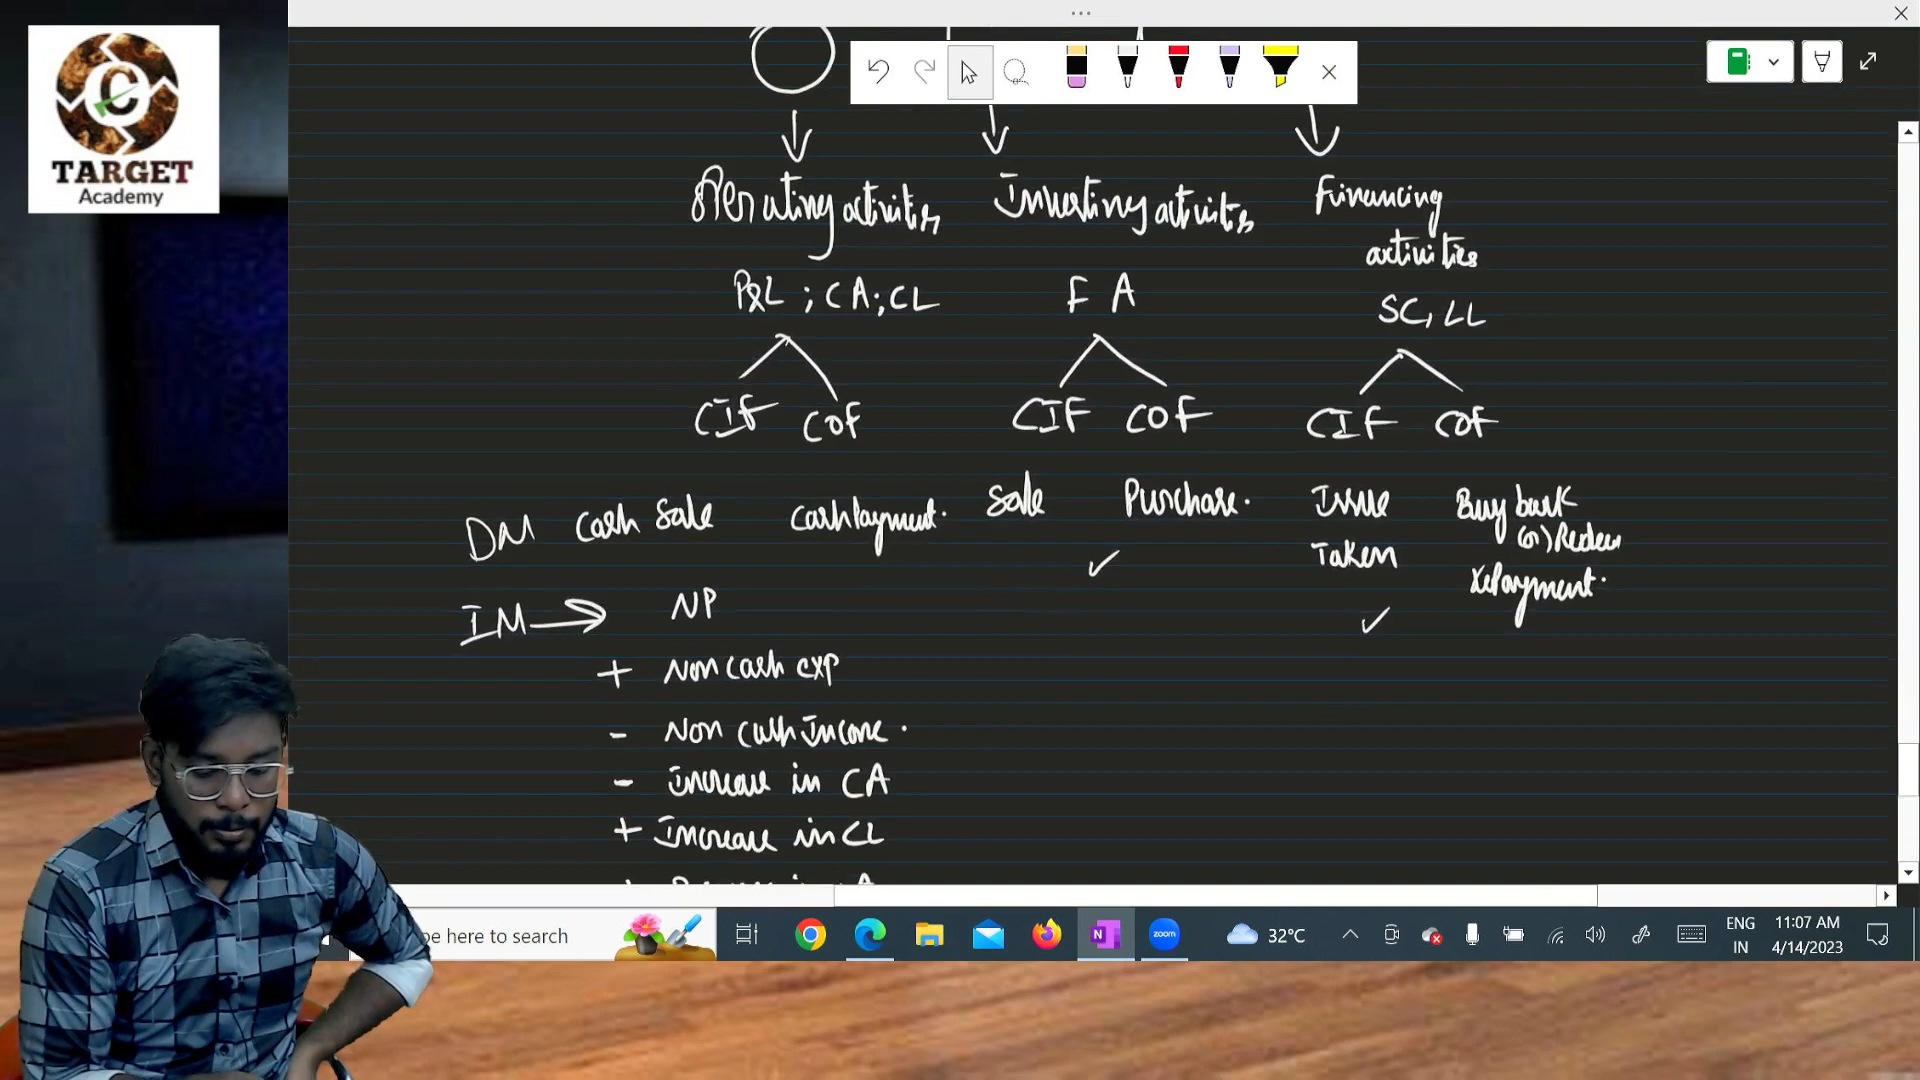 TARGET
Academy
Operating activities
Investing activities
Financing
activities
P&L ; CA ; CL
F A
SC, LL
CIF COF
CIF COF
CIF COF
DM Cash Sale Cash Payment.
Sale Purchase.
Issue Buy back
(or) Redeem
Taken repayment.
IM → NP
+ Non cash exp
- Non cash Income.
- Increase in CA
+ Increase in CL
pe here to search
N
zoom
32°C
ENG
IN
11:07 AM
4/14/2023